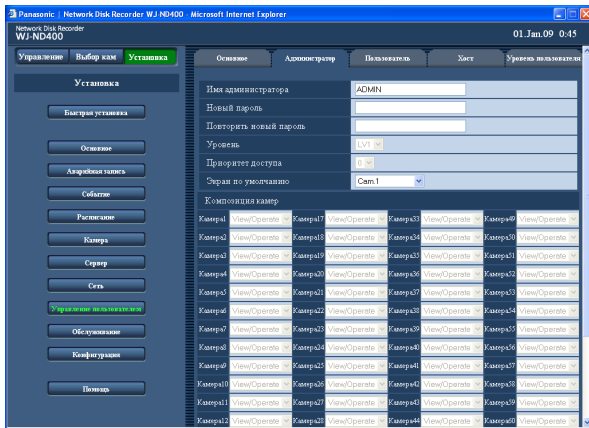 Panasonic | Network Disk Recorder WJ-ND400 - Microsoft Internet Explorer
Network Disk Recorder
WJ-ND400
01.Jan.09 0:45
Управление Выбор кам Установка
Основное Администратор Пользователь Хост Уровень пользователя
Установка
Быстрая установка
Основное
Аварийная запись
Событие
Расписание
Камера
Сервер
Сеть
Управление пользователем
Обслуживание
Конфигурация
Помощь
Имя администратора ADMIN
Новый пароль
Повторить новый пароль
Уровень LV1
Приоритет доступа 0
Экран по умолчанию Cam.1
Композиция камер
Камера1 View/Operate Камера17 View/Operate Камера33 View/Operate Камера49 View/Operate
Камера2 View/Operate Камера18 View/Operate Камера34 View/Operate Камера50 View/Operate
Камера3 View/Operate Камера19 View/Operate Камера35 View/Operate Камера51 View/Operate
Камера4 View/Operate Камера20 View/Operate Камера36 View/Operate Камера52 View/Operate
Камера5 View/Operate Камера21 View/Operate Камера37 View/Operate Камера53 View/Operate
Камера6 View/Operate Камера22 View/Operate Камера38 View/Operate Камера54 View/Operate
Камера7 View/Operate Камера23 View/Operate Камера39 View/Operate Камера55 View/Operate
Камера8 View/Operate Камера24 View/Operate Камера40 View/Operate Камера56 View/Operate
Камера9 View/Operate Камера25 View/Operate Камера41 View/Operate Камера57 View/Operate
Камера10 View/Operate Камера26 View/Operate Камера42 View/Operate Камера58 View/Operate
Камера11 View/Operate Камера27 View/Operate Камера43 View/Operate Камера59 View/Operate
Камера12 View/Operate Камера28 View/Operate Камера44 View/Operate Камера60 View/Operate